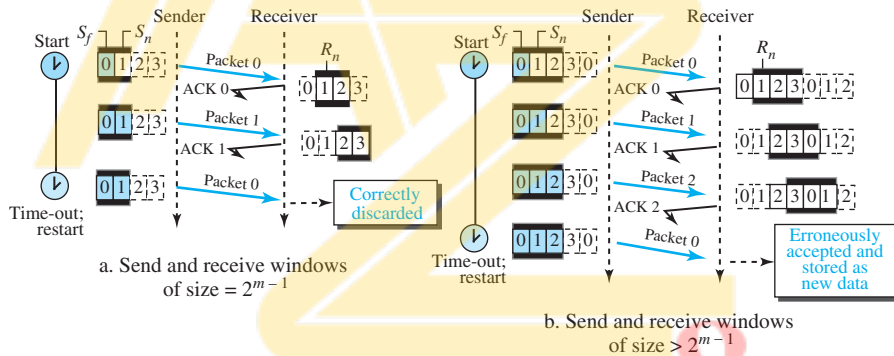 Sender Receiver
S_f S_n
Start
0 1 2 3
Packet 0
R_n
ACK 0
0 1 2 3
0 1 2 3
Packet 1
ACK 1
0 1 2 3
0 1 2 3
Packet 0
Time-out;
restart
Correctly
discarded
a. Send and receive windows
of size = 2^{m – 1}
Sender Receiver
S_f S_n
Start
0 1 2 3 0
Packet 0
R_n
ACK 0
0 1 2 3 0 1 2
0 1 2 3 0
Packet 1
ACK 1
0 1 2 3 0 1 2
0 1 2 3 0
Packet 2
ACK 2
0 1 2 3 0 1 2
0 1 2 3 0
Packet 0
Time-out;
restart
Erroneously
accepted and
stored as
new data
b. Send and receive windows
of size > 2^{m – 1}